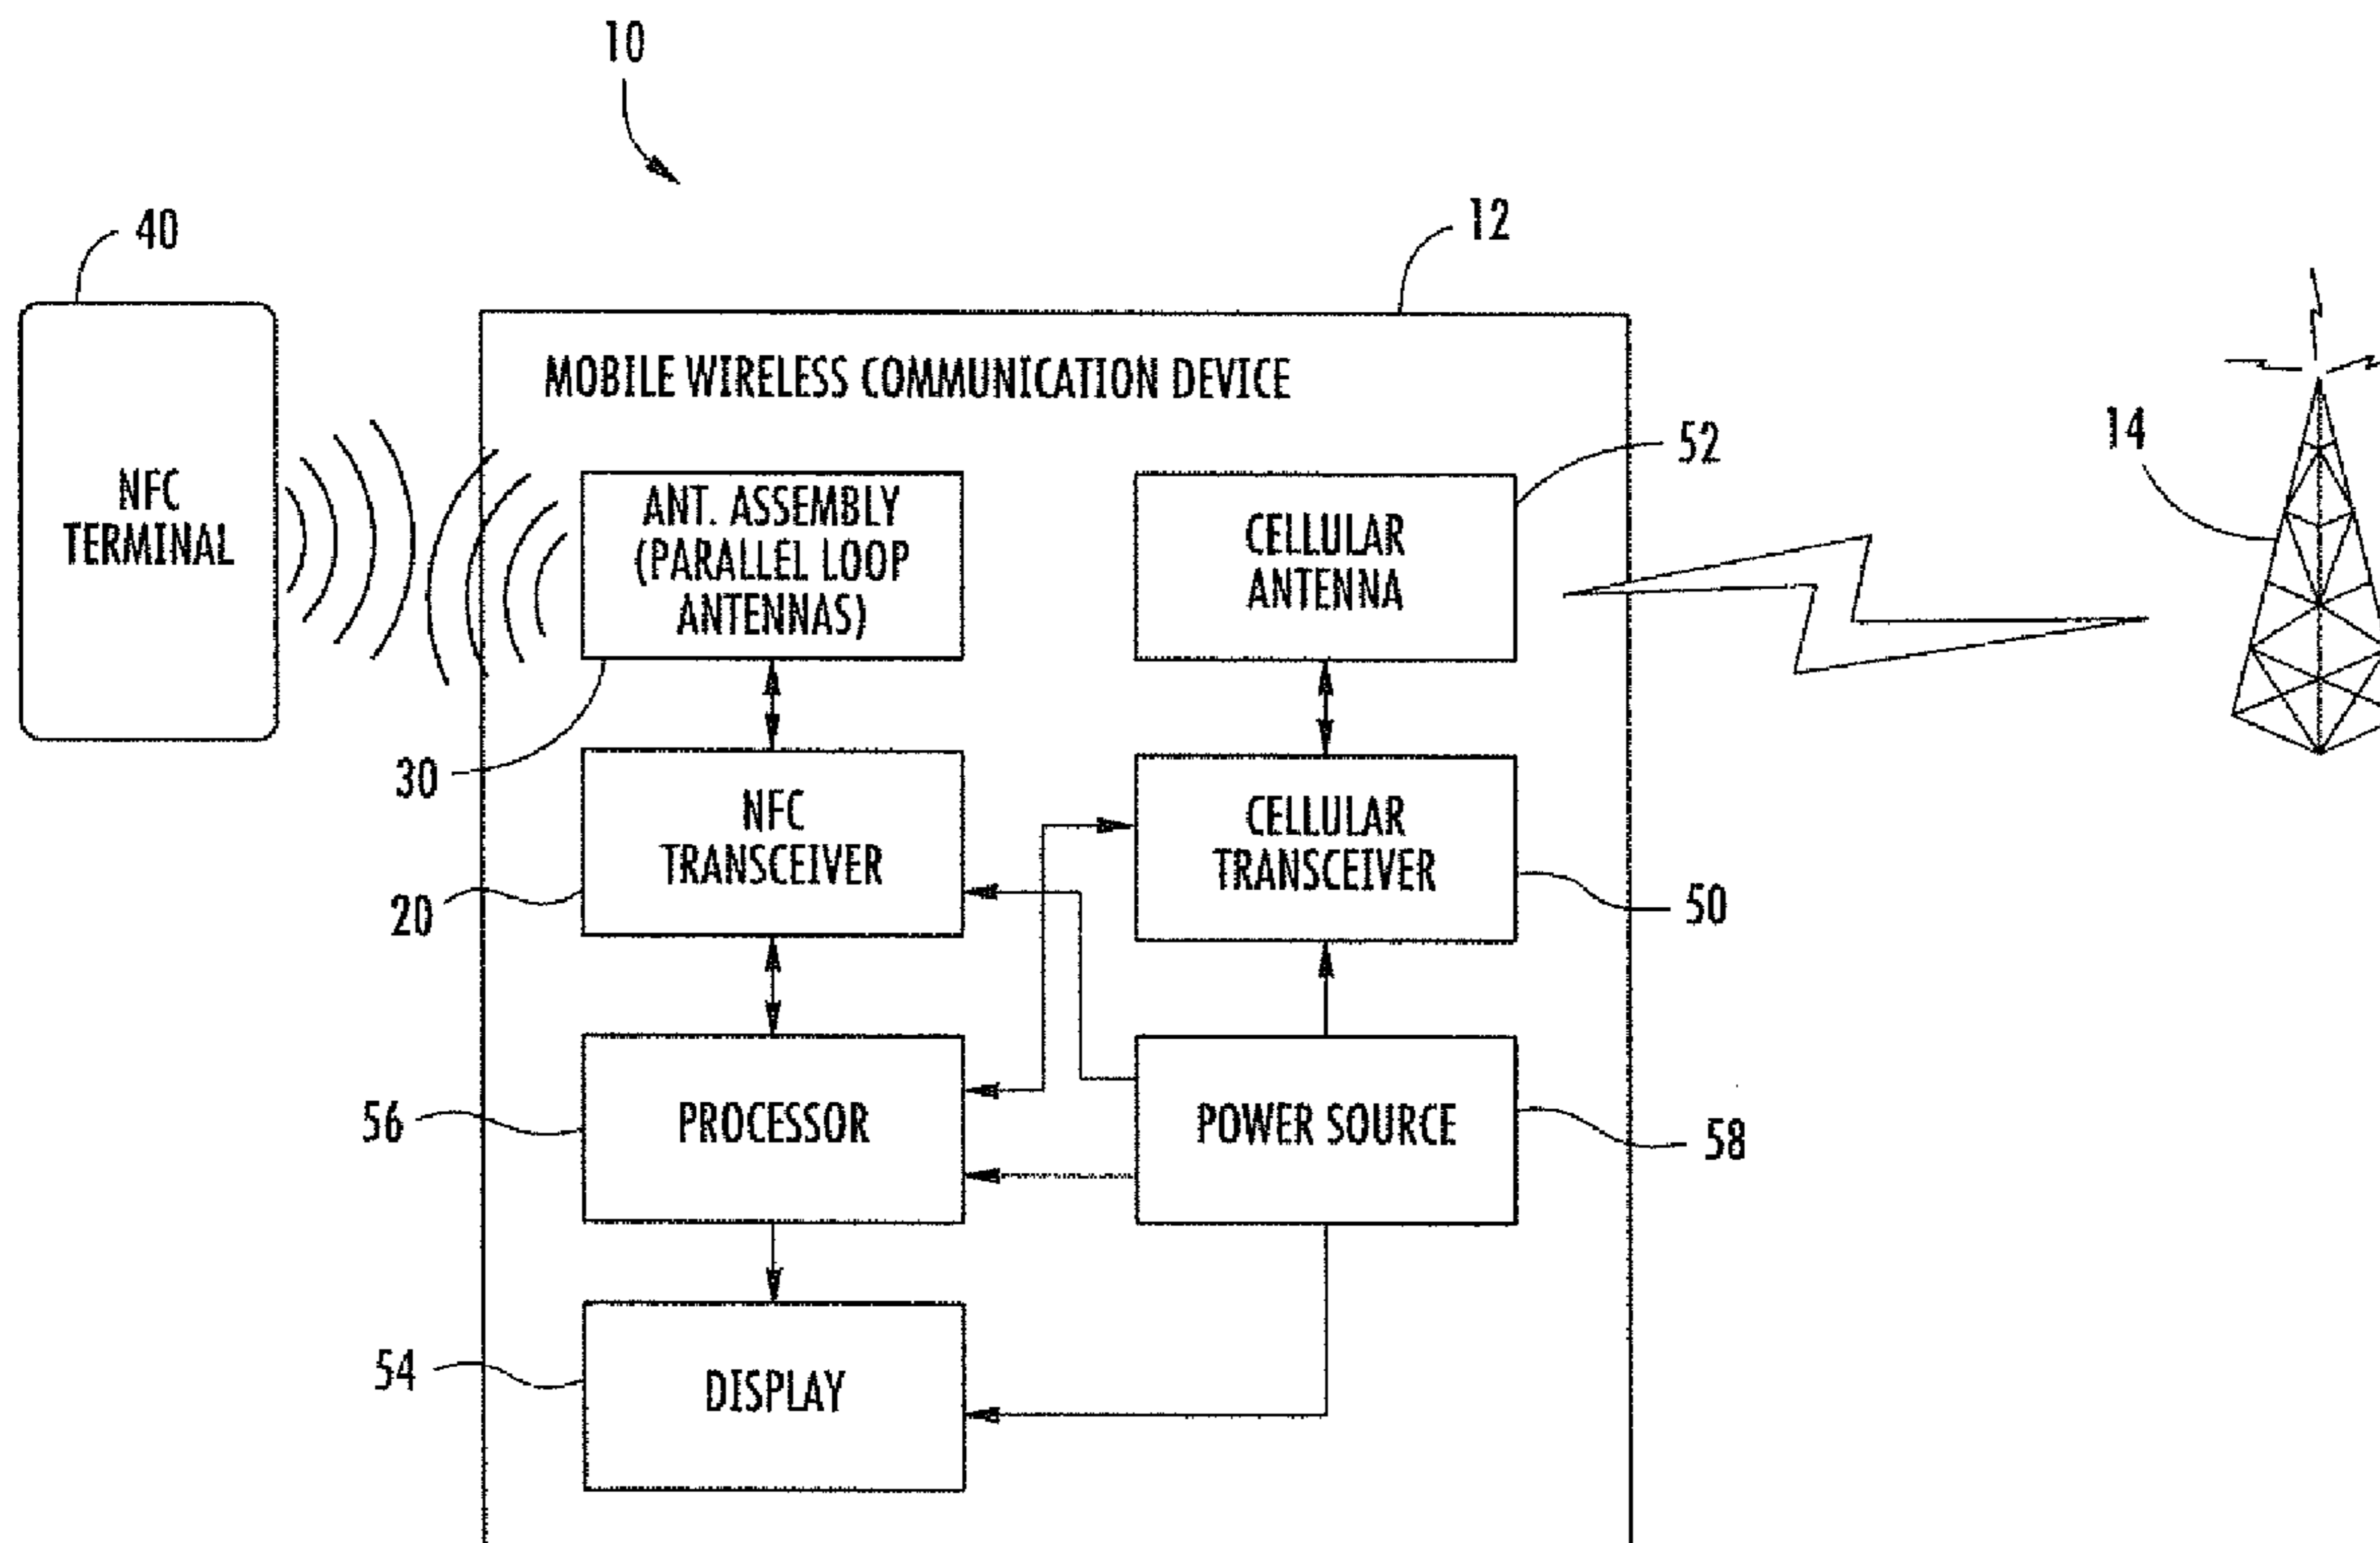 10
40
12
MOBILE WIRELESS COMMUNICATION DEVICE
52
14
NFC
TERMINAL
ANT. ASSEMBLY
(PARALLEL LOOP
ANTENNAS)
CELLULAR
ANTENNA
30
NFC
TRANSCEIVER
CELLULAR
TRANSCEIVER
20
50
56
PROCESSOR
POWER SOURCE
58
54
DISPLAY